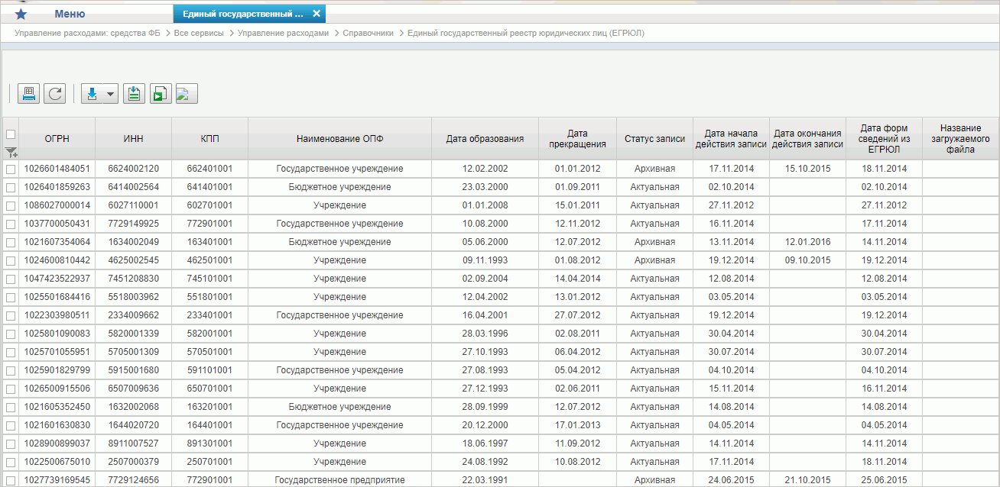 Меню
Единый государственный ... ×
Управление расходами: средства ФБ > Все сервисы > Управление расходами > Справочники > Единый государственный реестр юридических лиц (ЕГРЮЛ)
ОГРН ИНН КПП Наименование ОПФ Дата образования Дата прекращения Статус записи Дата начала действия записи Дата окончания действия записи Дата форм сведений из ЕГРЮЛ Название загружаемого файла
1026601484051 6624002120 662401001 Государственное учреждение 12.02.2002 01.01.2012 Архивная 17.11.2014 15.10.2015 18.11.2014
1026401859263 6414002564 641401001 Бюджетное учреждение 23.03.2000 01.09.2011 Актуальная 02.10.2014 02.10.2014
1086027000014 6027110001 602701001 Учреждение 01.01.2008 15.01.2011 Актуальная 27.11.2012 27.11.2012
1037700050431 7729149925 772901001 Государственное учреждение 10.08.2000 12.11.2012 Актуальная 16.11.2014 17.11.2014
1021607354064 1634002049 163401001 Бюджетное учреждение 05.06.2000 12.07.2012 Архивная 13.11.2014 12.01.2016 14.11.2014
1024600810442 4625002545 462501001 Учреждение 09.11.1993 01.08.2012 Архивная 19.12.2014 09.10.2015 19.12.2014
1047423522937 7451208830 745101001 Учреждение 02.09.2004 14.04.2014 Актуальная 12.08.2014 12.08.2014
1025501684416 5518003962 551801001 Учреждение 12.04.2002 13.01.2012 Актуальная 03.05.2014 03.05.2014
1022303980511 2334009662 233401001 Государственное учреждение 16.04.2001 27.07.2012 Актуальная 19.12.2014 19.12.2014
1025801090083 5820001339 582001001 Учреждение 28.03.1996 02.08.2011 Актуальная 30.04.2014 30.04.2014
1025701055951 5705001309 570501001 Учреждение 27.10.1993 06.04.2012 Актуальная 30.07.2014 30.07.2014
1025901829799 5915001680 591101001 Государственное учреждение 27.08.1993 05.04.2012 Актуальная 04.10.2014 04.10.2014
1026500915506 6507009636 650701001 Учреждение 27.12.1993 02.06.2011 Актуальная 15.11.2014 16.11.2014
1021605352450 1632002068 163201001 Бюджетное учреждение 28.09.1999 12.07.2012 Актуальная 14.08.2014 14.08.2014
1021601630830 1644020720 164401001 Государственное учреждение 20.12.2000 17.01.2013 Актуальная 04.05.2014 04.05.2014
1028900899037 8911007527 891301001 Учреждение 18.06.1997 11.09.2012 Актуальная 14.11.2014 14.11.2014
1022500675010 2507000379 250701001 Учреждение 24.08.1992 10.08.2012 Актуальная 17.11.2014 18.11.2014
1027739169545 7729124656 772901001 Государственное предприятие 22.03.1991 Архивная 24.06.2015 21.10.2015 25.06.2015